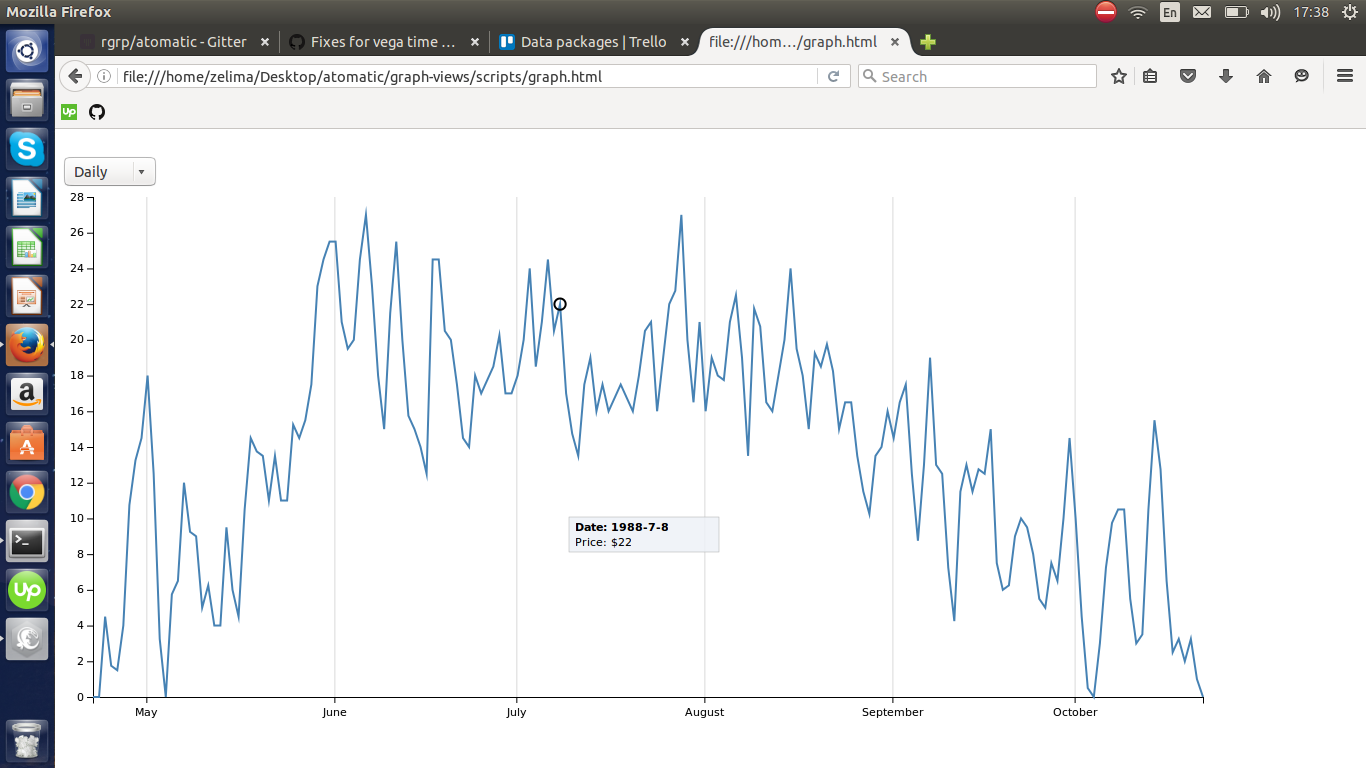 Mozilla Firefox
En
17:38
rgrp/atomatic - Gitter
Fixes for vega time ...
Data packages | Trello
file:///hom.../graph.html
file:///home/zelima/Desktop/atomatic/graph-views/scripts/graph.html
Search
Up
Daily
28
26
24
22
20
18
16
14
12
10
8
6
4
2
0
Date: 1988-7-8
Price: $22
May
June
July
August
September
October
a
A
>_
Up